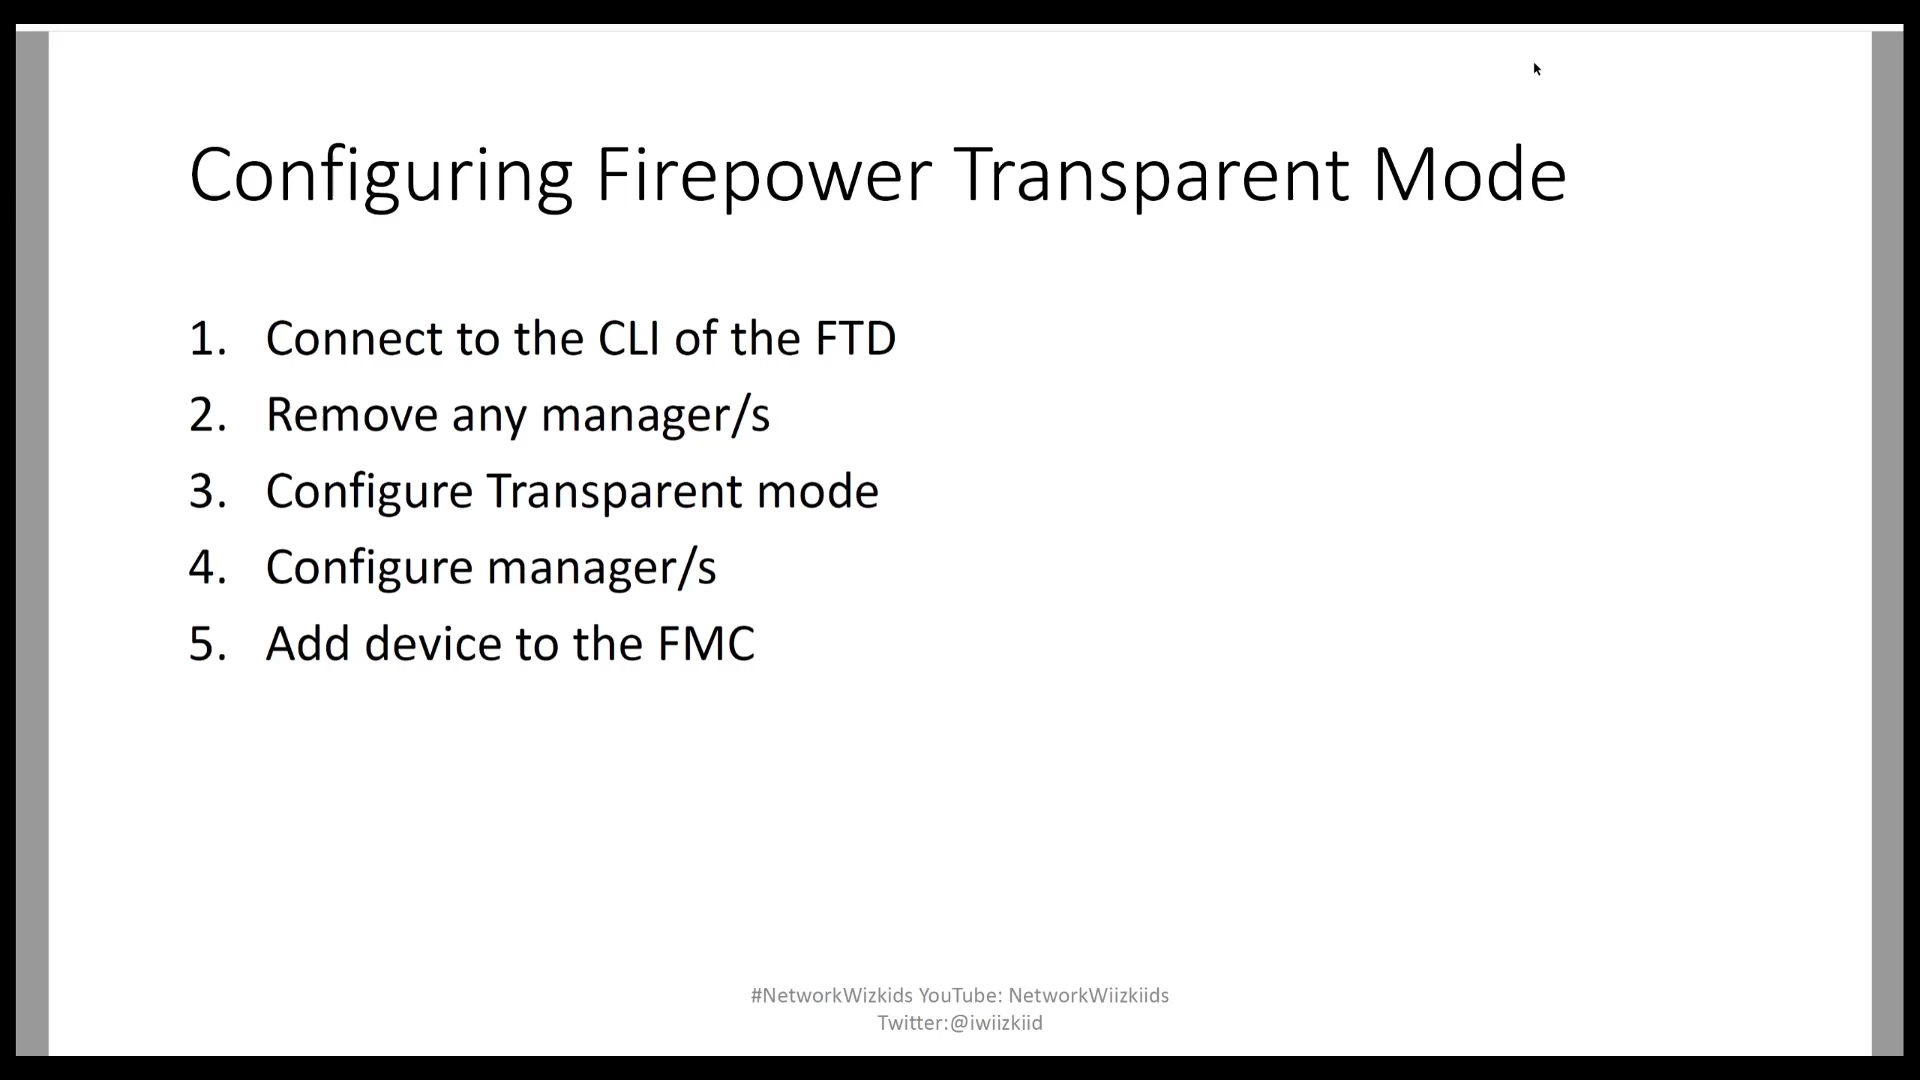 Configuring Firepower Transparent Mode
1. Connect to the CLI of the FTD
2. Remove any manager/s
3. Configure Transparent mode
4. Configure manager/s
5. Add device to the FMC
#NetworkWizkids YouTube: NetworkWiizkiids
Twitter:@iwiizkiid